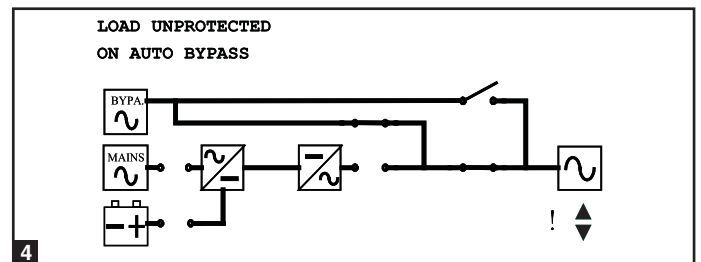 LOAD UNPROTECTED
ON AUTO BYPASS
BYPA.
MAINS
!
4